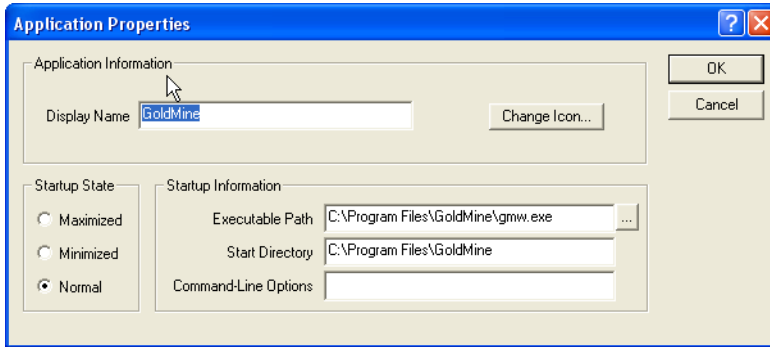 Application Properties
Application Information
OK
Display Name GoldMine Change Icon...
Cancel
Startup State Startup Information
Maximized Executable Path C:\Program Files\GoldMine\gmw.exe ...
Minimized Start Directory C:\Program Files\GoldMine
Normal Command-Line Options